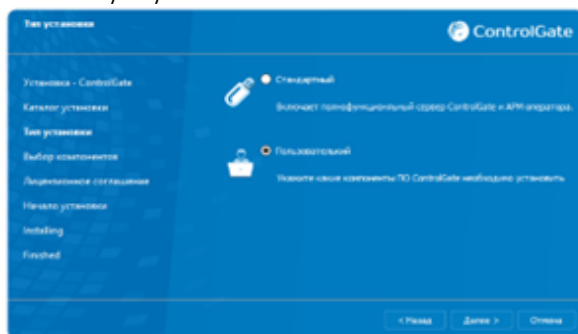 Тип установки
ControlGate
Установка - ControlGate
Каталог установки
Тип установки
Выбор компонентов
Лицензионное соглашение
Начало установки
Installing
Finished
Стандартный
Включает полнофункциональный сервер ControlGate и АРМ оператора.
Пользовательский
Укажите какие компоненты ПО ControlGate необходимо установить
< Назад
Далее >
Отмена